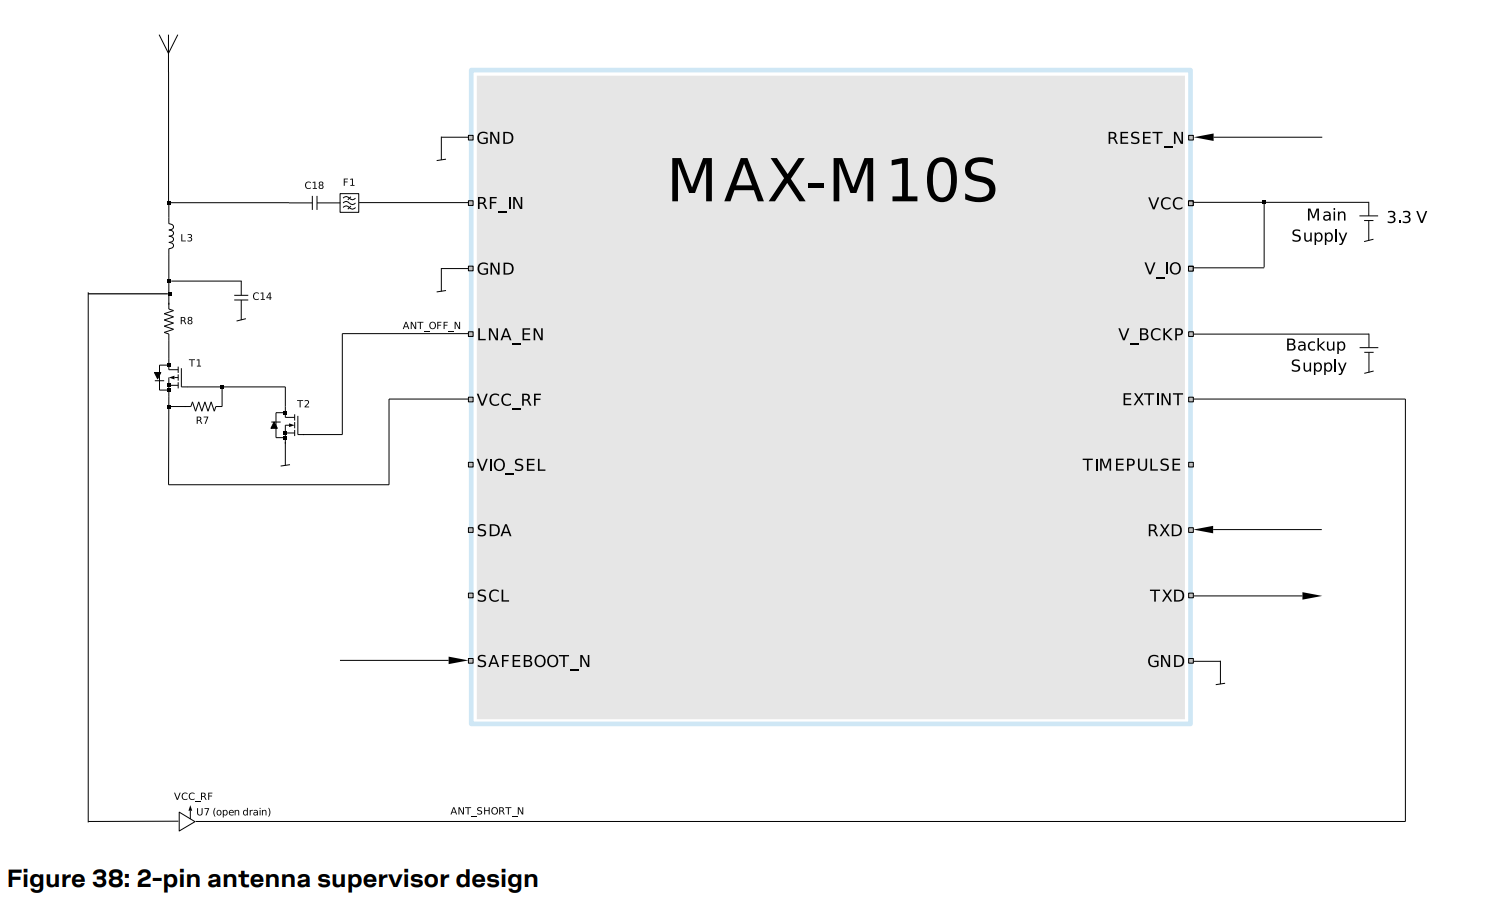 MAX-M10S
GND
RF_IN
GND
ANT_OFF_N
LNA_EN
VCC_RF
VIO_SEL
SDA
SCL
SAFEBOOT_N
RESET_N
VCC
Main
Supply
3.3 V
V_IO
V_BCKP
Backup
Supply
EXTINT
TIMEPULSE
RXD
TXD
GND
C18
F1
L3
C14
R8
T1
R7
T2
VCC_RF
U7 (open drain)
ANT_SHORT_N
Figure 38: 2-pin antenna supervisor design